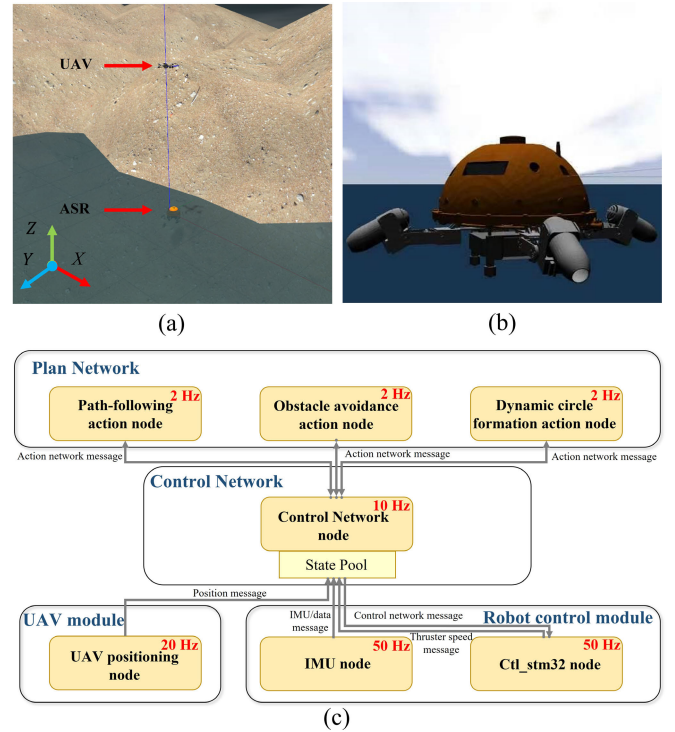 UAV
ASR
Z
Y
X
(a)
(b)
Plan Network
2 Hz
Path-following
action node
2 Hz
Obstacle avoidance
action node
2 Hz
Dynamic circle
formation action node
Action network message
Action network message
Action network message
Control Network
10 Hz
Control Network
node
State Pool
Position message
IMU/data
message
Control network message
Thruster speed
message
UAV module
20 Hz
UAV positioning
node
Robot control module
50 Hz
IMU node
50 Hz
Ctl_stm32 node
(c)